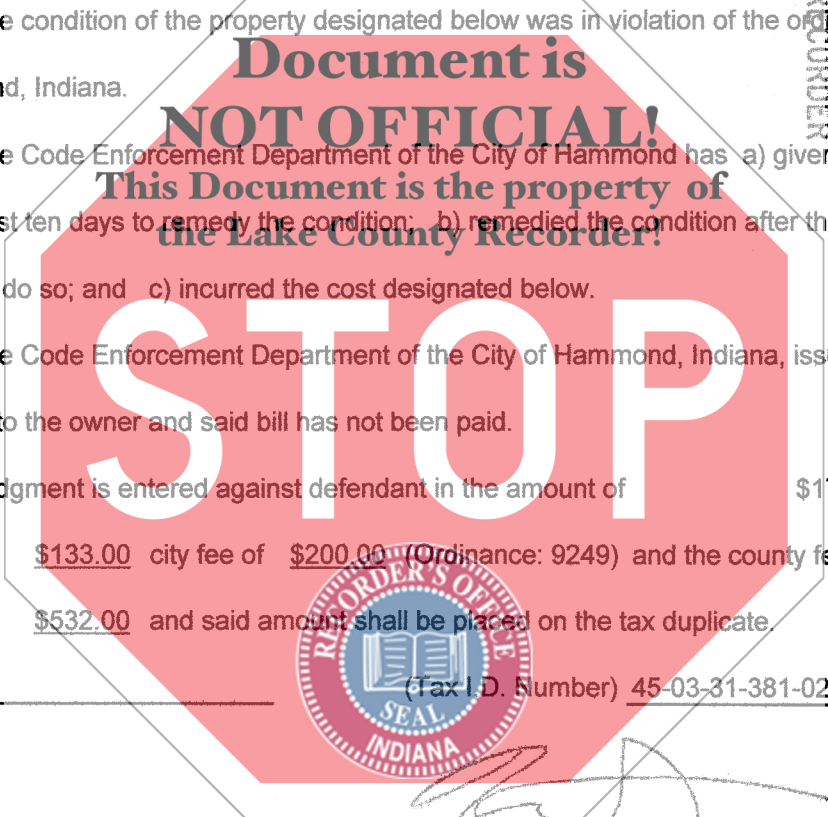 e condition of the property designated below was in violation of the
RECORDER
Document is
d, Indiana.
NOT OFFICIAL!
e Code Enforcement Department of the City of Hammond has a) given
This Document is the property of
st ten days to remedy the condition; b) remedied the condition after th
the Lake County Recorder!
do so; and c) incurred the cost designated below.
STOP
e Code Enforcement Department of the City of Hammond, Indiana, iss
o the owner and said bill has not been paid.
dgment is entered against defendant in the amount of $1
$133.00 city fee of $200.00 (Ordinance: 9249) and the county fe
$532.00 and said amount shall be placed on the tax duplicate.
(Tax I.D. Number) 45-03-31-381-02
RECORDER'S OFFICE
SEAL
INDIANA